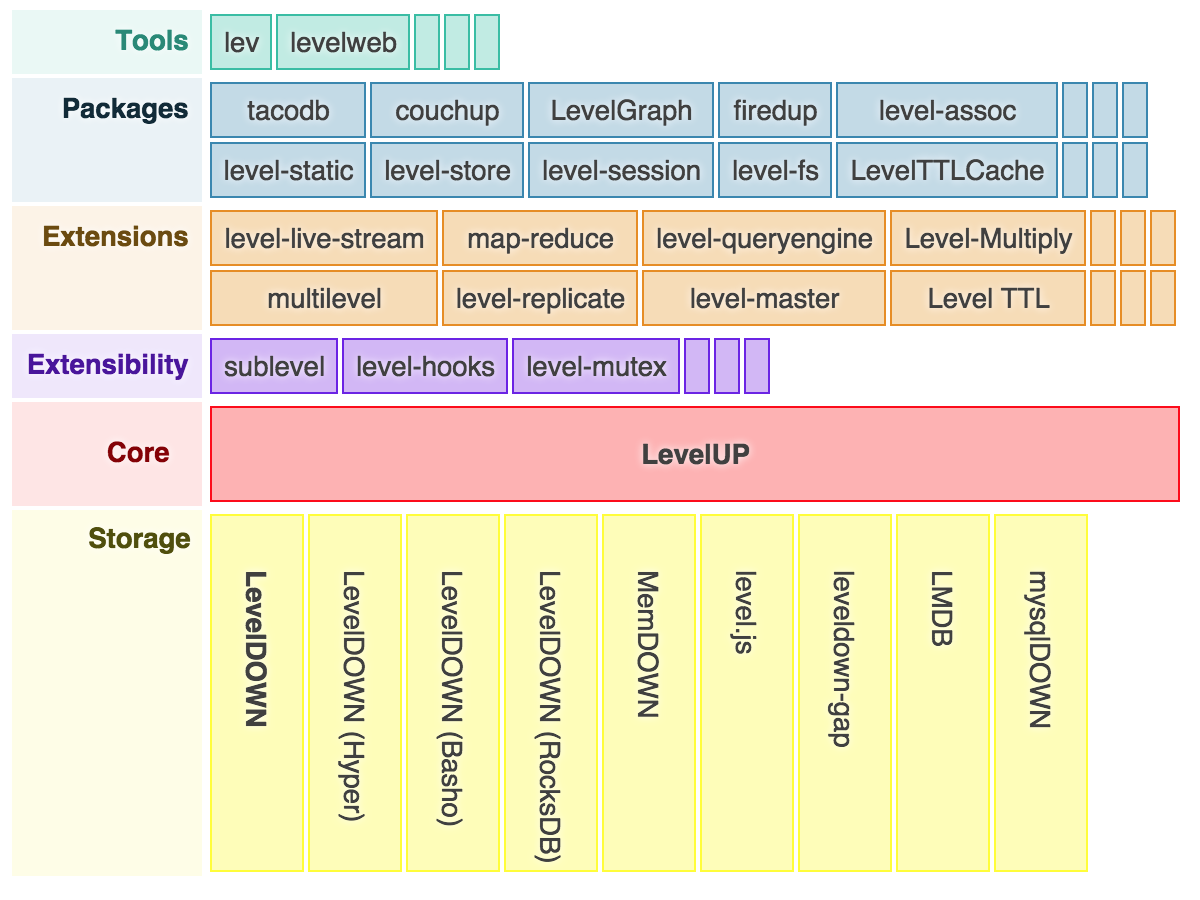 Tools
lev
levelweb
Packages
tacodb
couchup
LevelGraph
firedup
level-assoc
level-static
level-store
level-session
level-fs
LevelTTLCache
Extensions
level-live-stream
map-reduce
level-queryengine
Level-Multiply
multilevel
level-replicate
level-master
Level TTL
Extensibility
sublevel
level-hooks
level-mutex
Core
LevelUP
Storage
LevelDOWN
LevelDOWN (Hyper)
LevelDOWN (Basho)
LevelDOWN (RocksDB)
MemDOWN
level.js
leveldown-gap
LMDB
mysqlDOWN